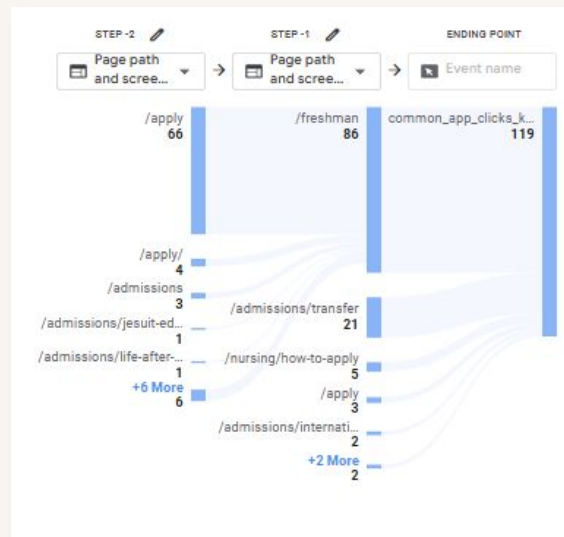 STEP -2
STEP -1
ENDING POINT
Page path
and scree...
Page path
and scree...
Event name
/apply
66
/apply/
4
/admissions
3
/admissions/jesuit-ed...
1
/admissions/life-after-...
1
+6 More
6
/freshman
86
/admissions/transfer
21
/nursing/how-to-apply
5
/apply
3
/admissions/internati...
2
+2 More
2
common_app_clicks_k...
119